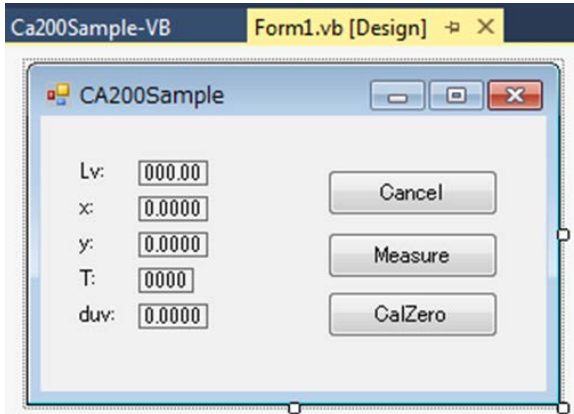 Ca200Sample-VB Form1.vb [Design]
CA200Sample
Lv: 000.00
x: 0.0000
y: 0.0000
T: 0000
duv: 0.0000
Cancel
Measure
CalZero